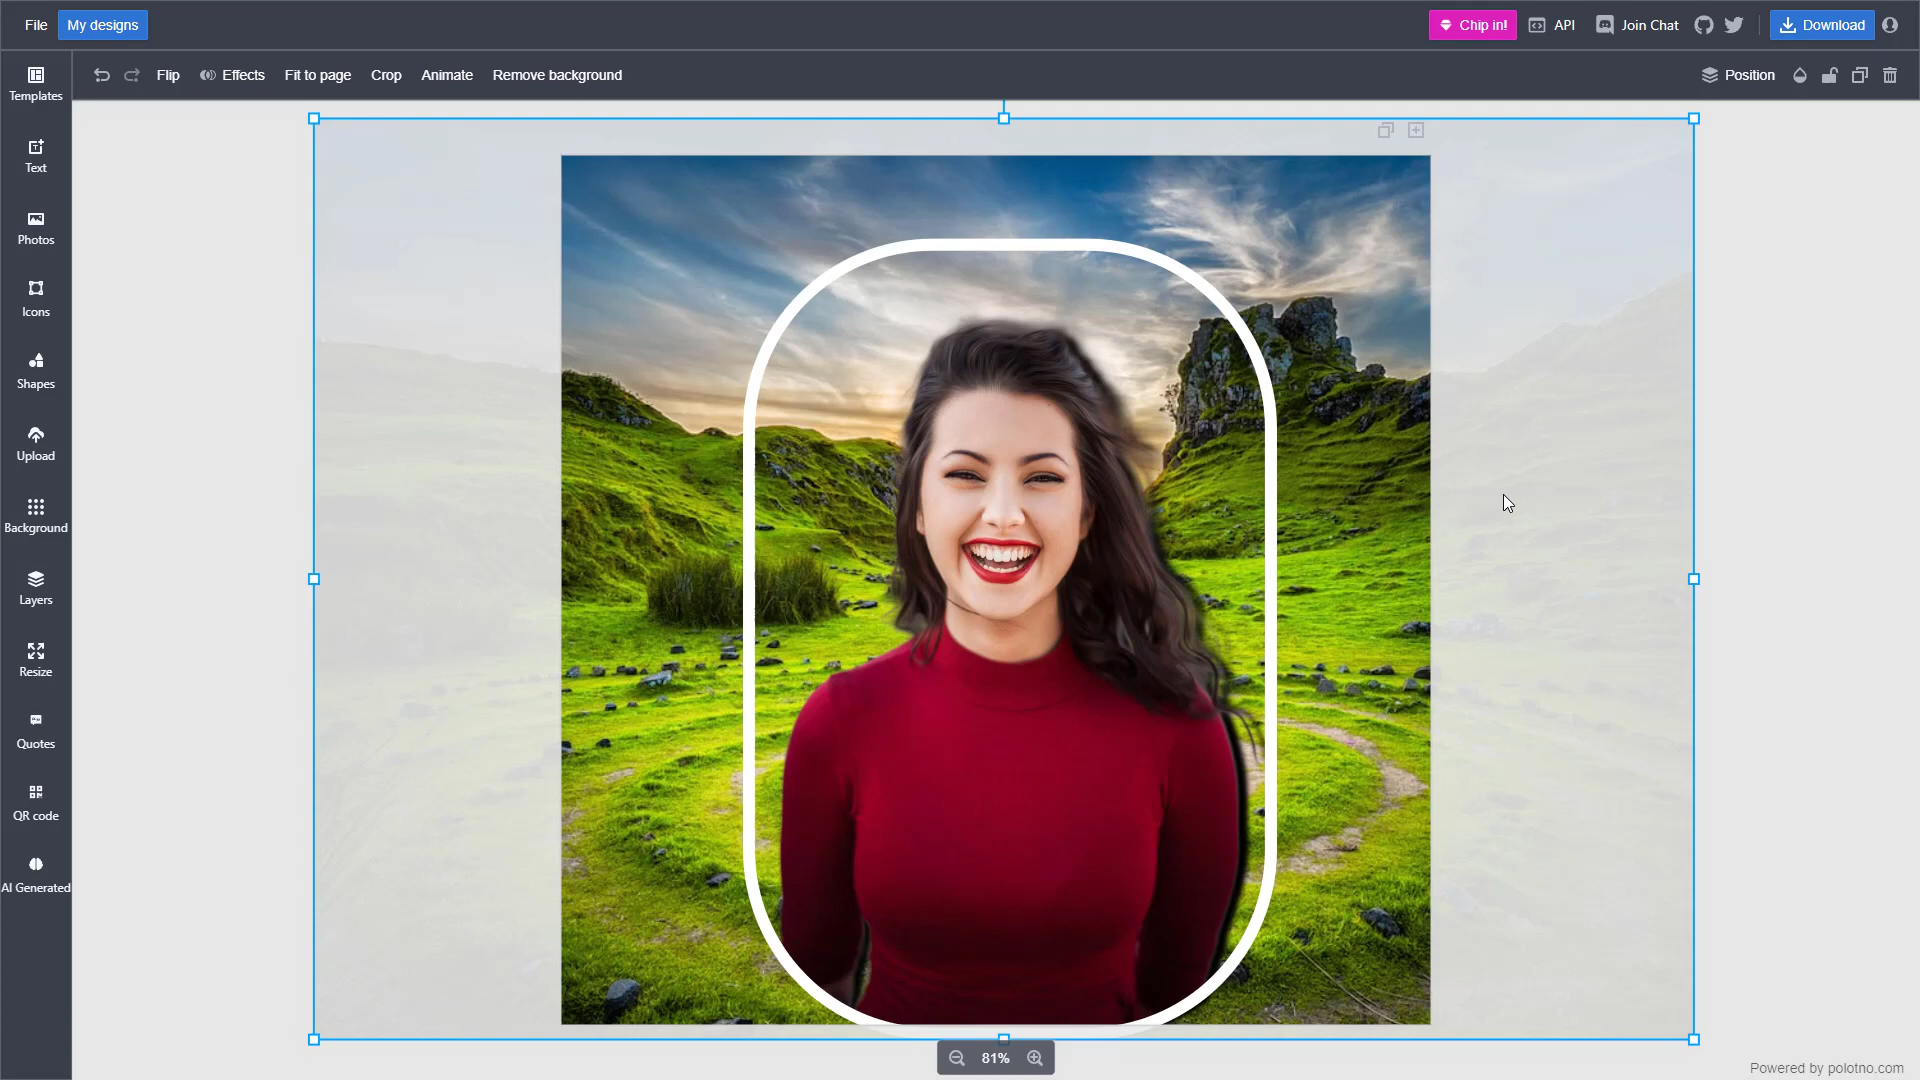 File
My designs
Chip in!
API
Join Chat
Download
Flip
Effects
Fit to page
Crop
Animate
Remove background
Position
Templates
Text
Photos
Icons
Shapes
Upload
Background
Layers
Resize
Quotes
QR code
AI Generated
81%
Powered by polotno.com